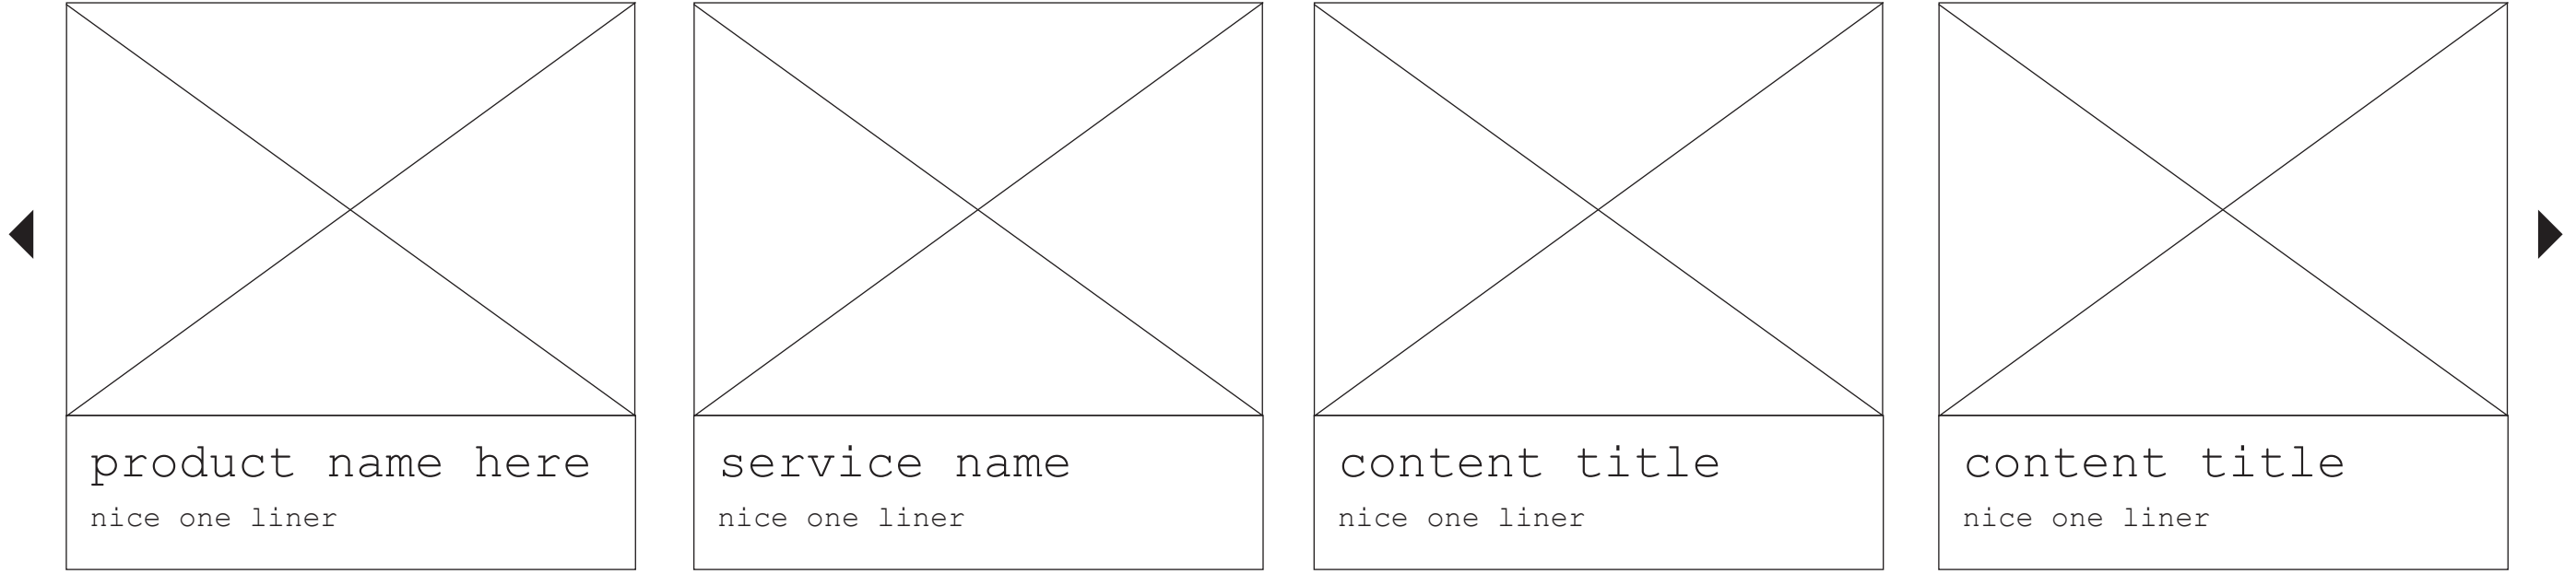 product name here
nice one liner
service name
nice one liner
content title
nice one liner
content title
nice one liner